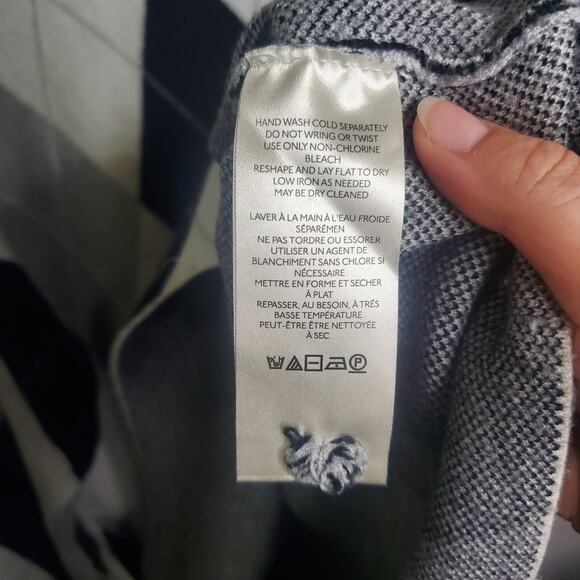 HAND WASH COLD SEPARATELY
DO NOT WRING OR TWIST
USE ONLY NON-CHLORINE
BLEACH
RESHAPE AND LAY FLAT TO DRY
LOW IRON AS NEEDED
MAY BE DRY CLEANED
LAVER À LA MAIN À L'EAU FROIDE
SÉPARÉMEN
NE PAS TORDRE OU ESSORER
UTILISER UN AGENT DE
BLANCHIMENT SANS CHLORE SI
NÉCESSAIRE
METTRE EN FORME ET SECHER
À PLAT
REPASSER, AU BESOIN, À TRÉS
BASSE TEMPÉRATURE
PEUT-ÊTRE ÊTRE NETTOYÉE
À SEC
P